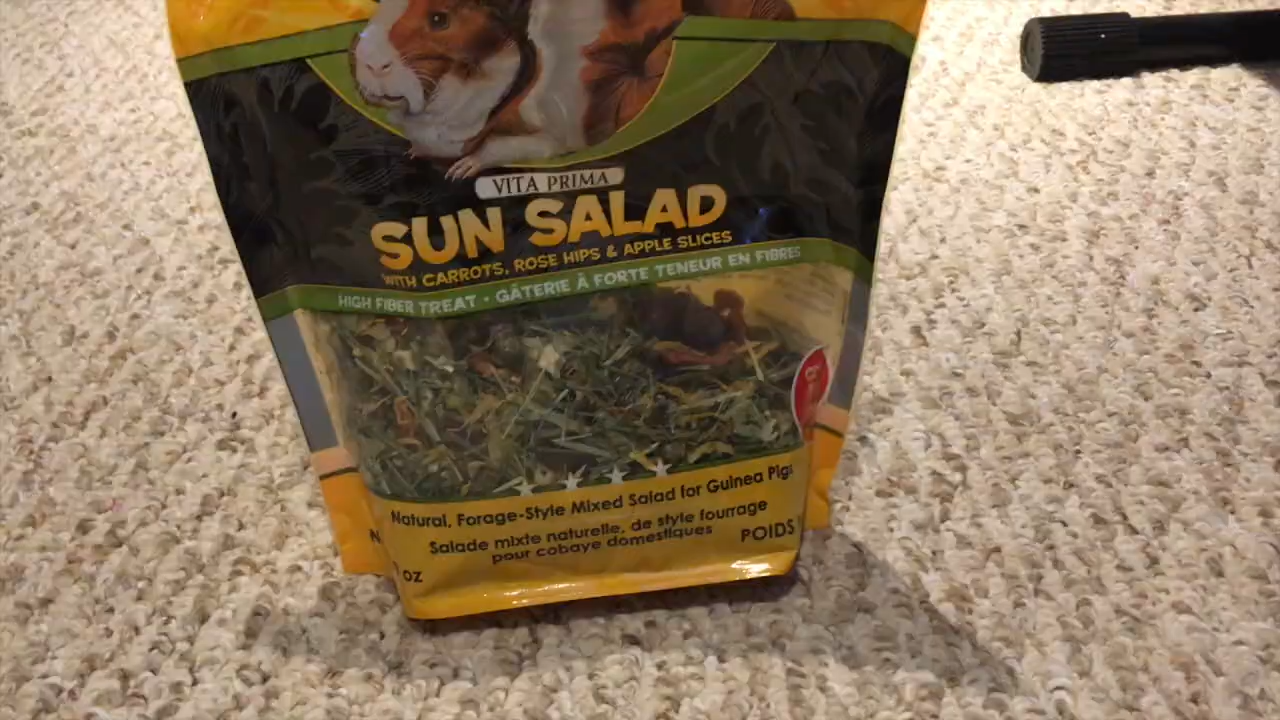 VITA PRIMA
SUN SALAD
WITH CARROTS, ROSE HIPS & APPLE SLICES
HIGH FIBER TREAT • GÂTERIE À FORTE TENEUR EN FIBRES
Natural, Forage-Style Mixed Salad for Guinea Pigs
Salade mixte naturelle, de style fourrage
pour cobaye domestiques
POIDS
oz